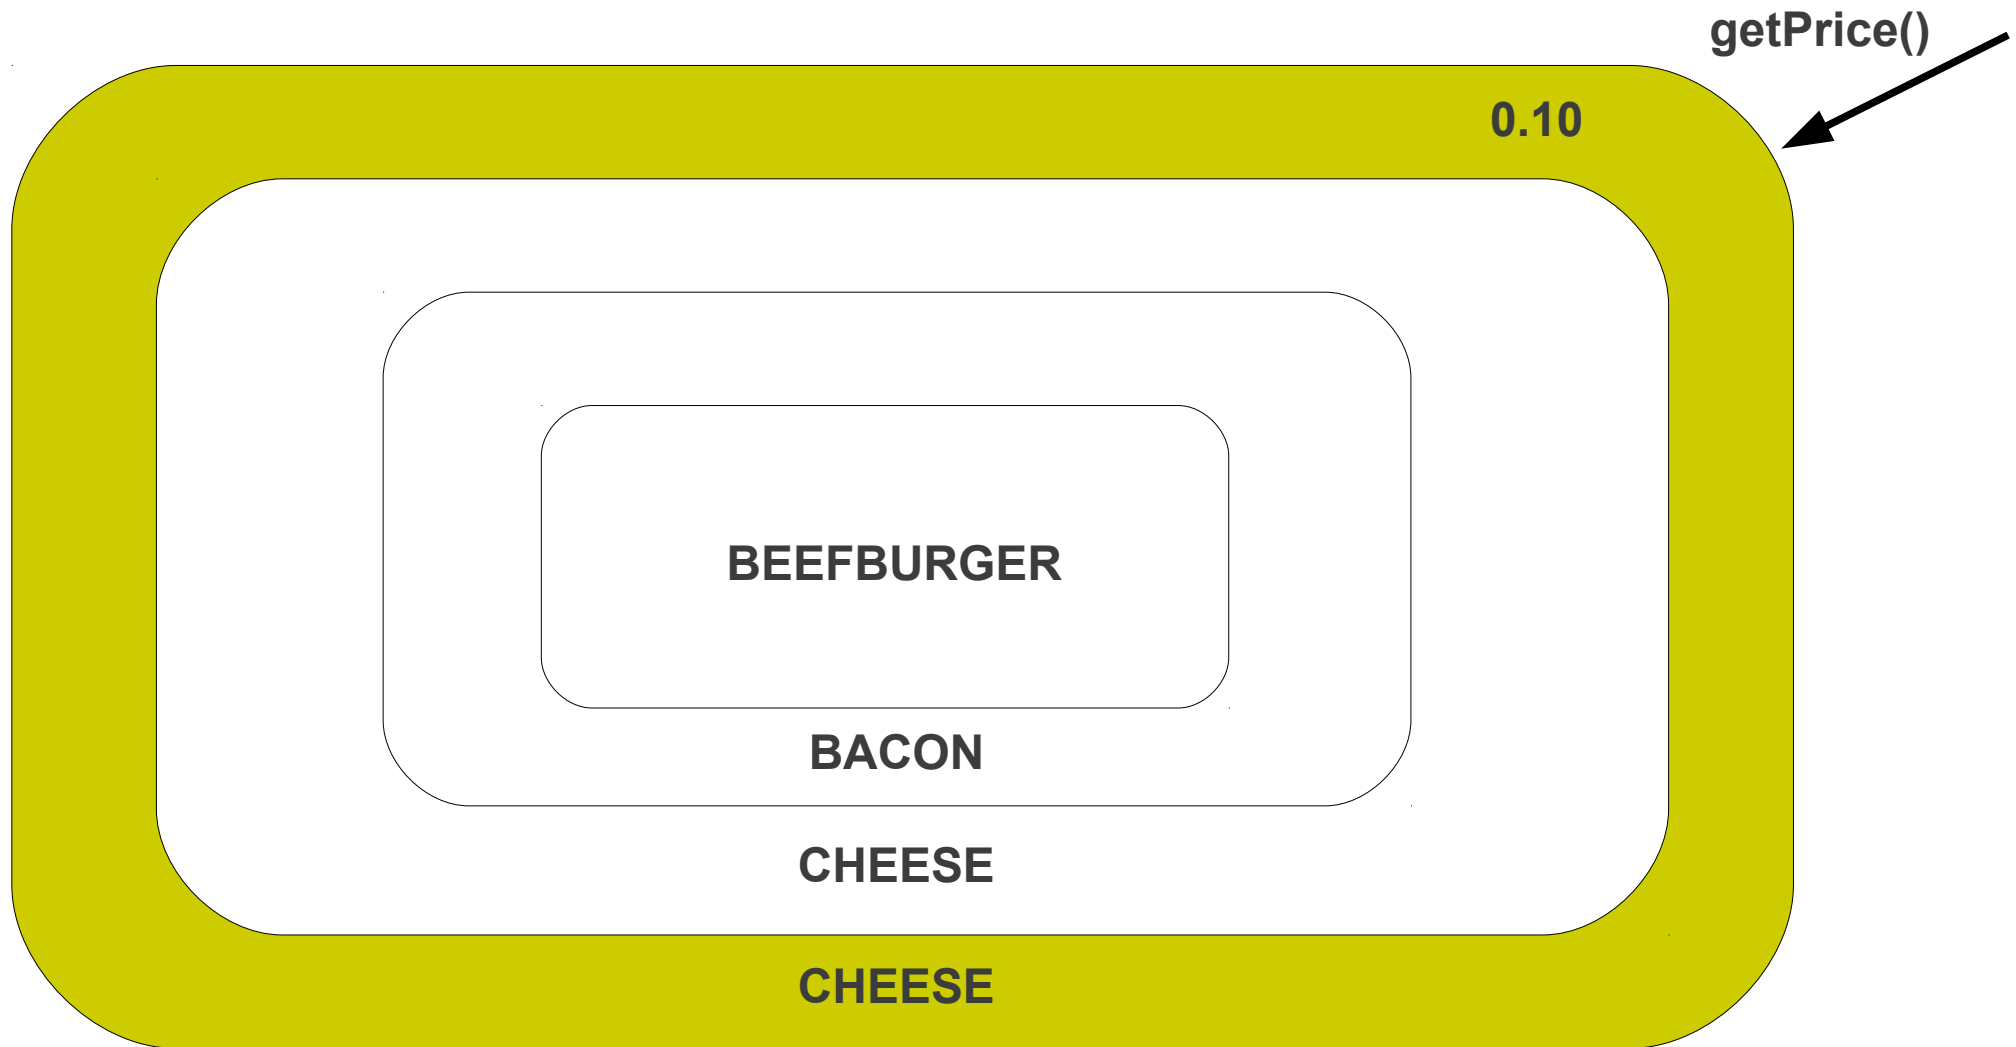 getPrice()
0.10
BEEFBURGER
BACON
CHEESE
CHEESE